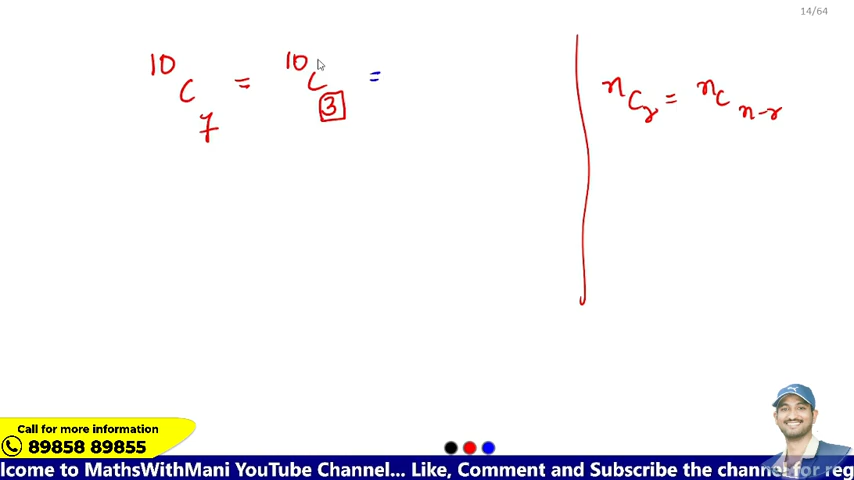 14/64
¹⁰C₇ = ¹⁰C₃ =
ⁿCᵣ = ⁿCₙ₋ᵣ
Call for more information
89858 89855
lcome to MathsWithMani YouTube Channel... Like, Comment and Subscribe the channel for reg